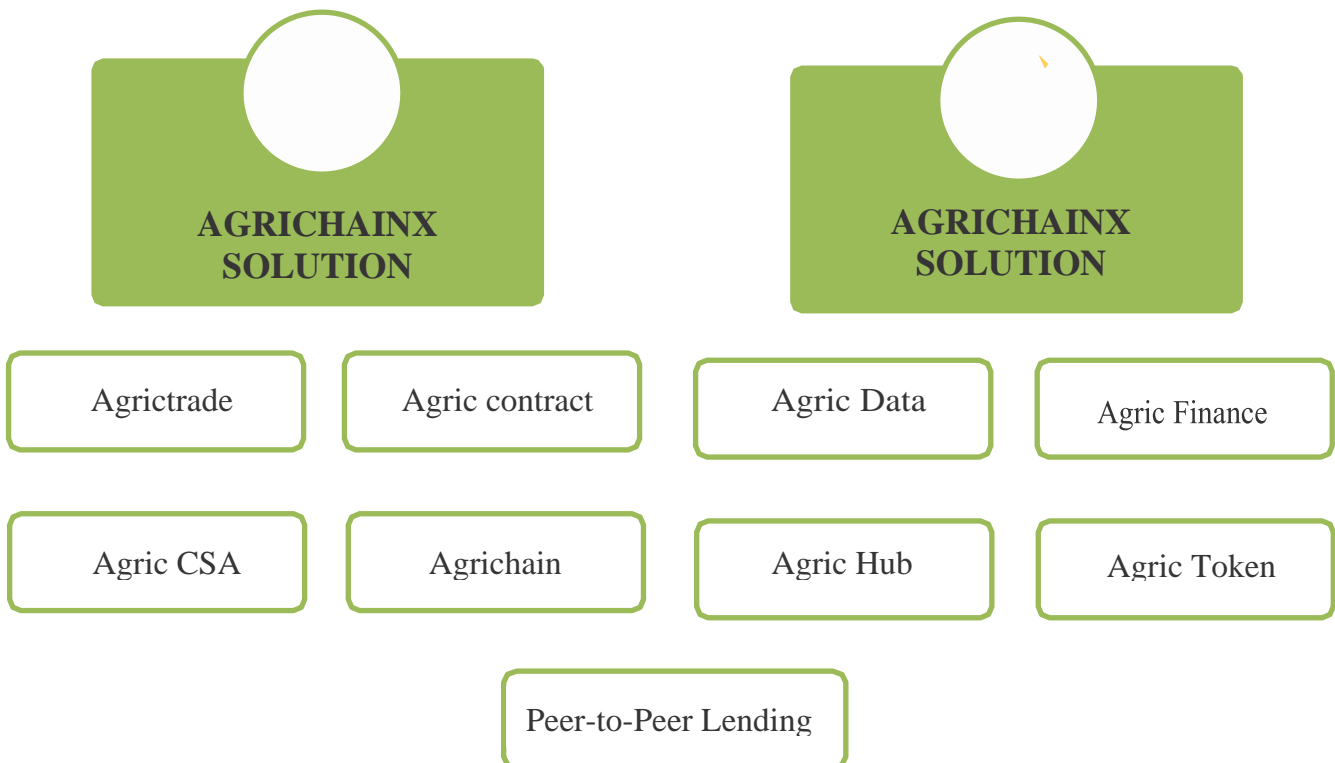 AGRICHAINX
SOLUTION
AGRICHAINX
SOLUTION
Agrictrade
Agric contract
Agric Data
Agric Finance
Agric CSA
Agrichain
Agric Hub
Agric Token
Peer-to-Peer Lending